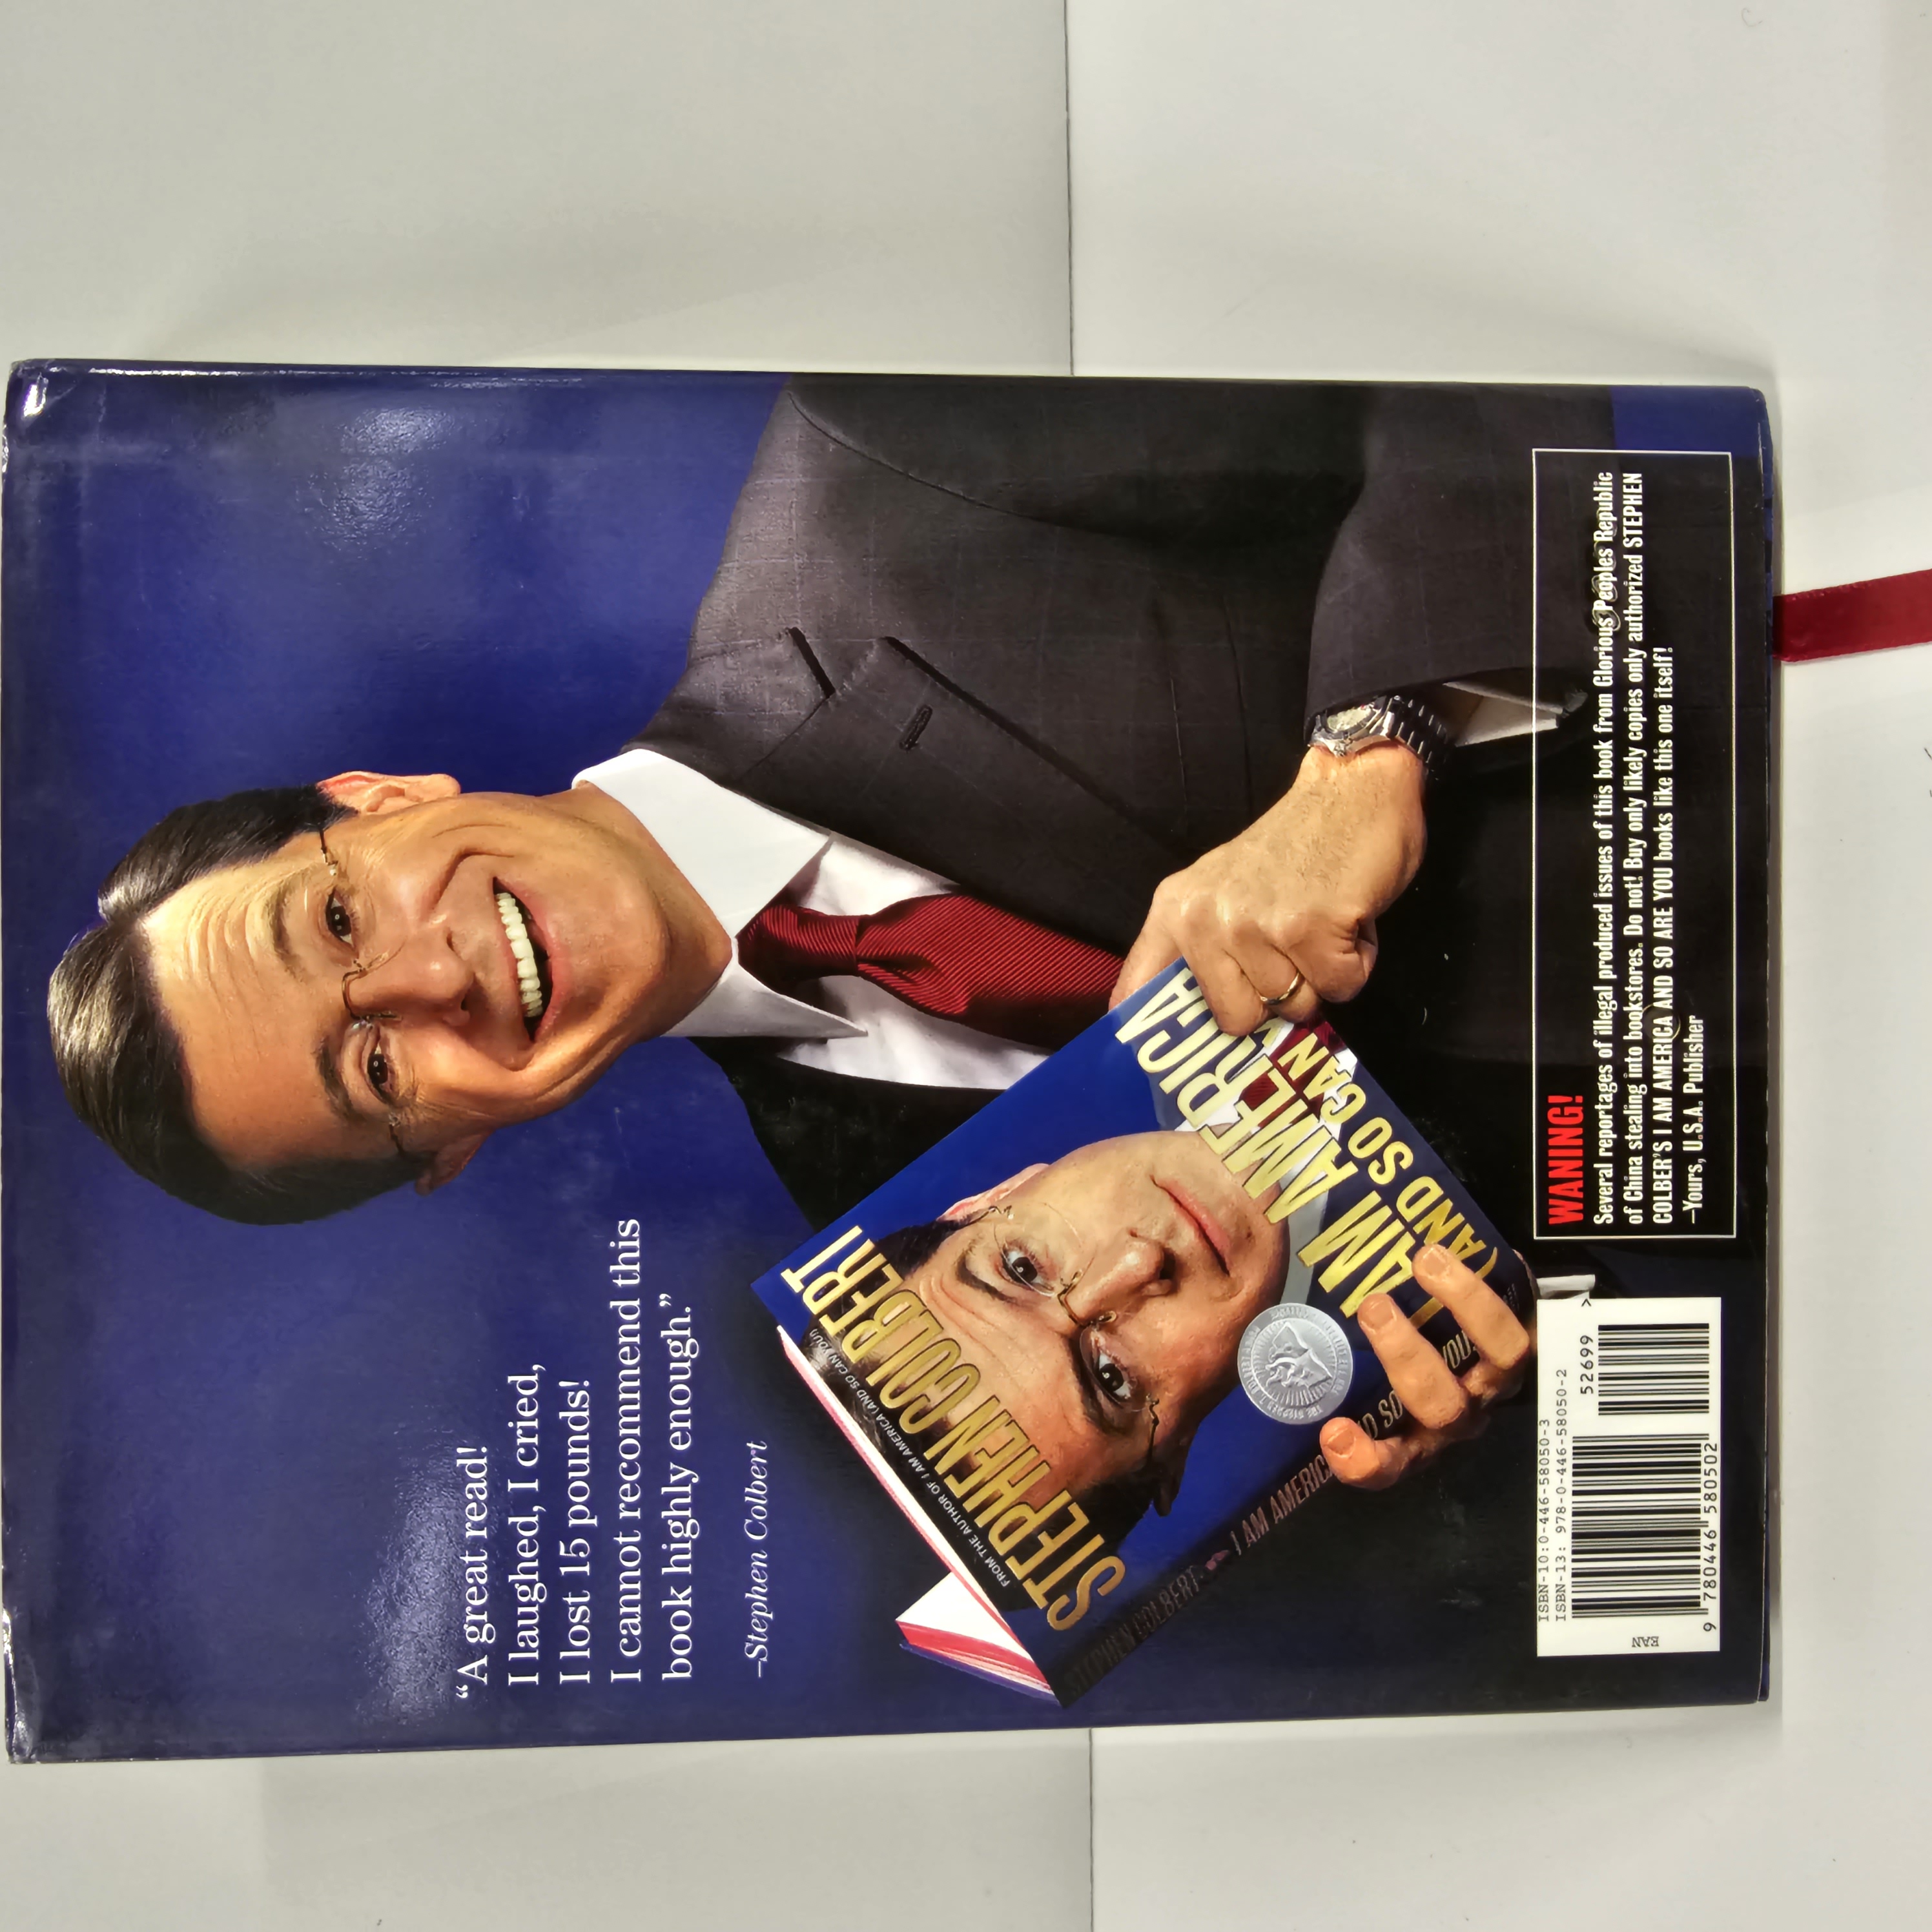 “A great read!
I laughed, I cried,
I lost 15 pounds!
I cannot recommend this
book highly enough.”
–Stephen Colbert
FROM THE AUTHOR OF I AM AMERICA (AND SO CAN YOU!)
STEPHEN COLBERT
STEPHEN COLBERT
I AM AMERICA
I AM AMERICA
(AND SO CAN
ISBN-10:0-446-58050-3
ISBN-13: 978-0-446-58050-2
52699 >
EAN
9 780446 580502
WANING!
Several reportages of illegal produced issues of this book from Glorious Peoples Republic
of China stealing into bookstores. Do not! Buy only likely copies only authorized STEPHEN
COLBER'S I AM AMERICA AND SO ARE YOU books like this one itself!
–Yours, U.S.A. Publisher